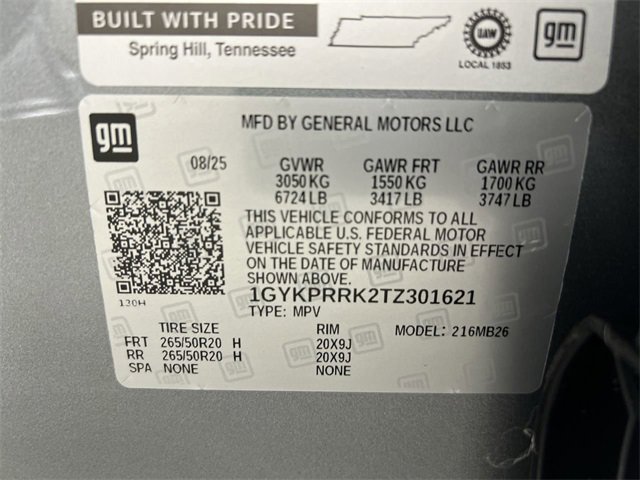 BUILT WITH PRIDE
Spring Hill, Tennessee
UAW
LOCAL 1853
gm
gm
MFD BY GENERAL MOTORS LLC
08/25 GVWR GAWR FRT GAWR RR
3050 KG 1550 KG 1700 KG
6724 LB 3417 LB 3747 LB
THIS VEHICLE CONFORMS TO ALL
APPLICABLE U.S. FEDERAL MOTOR
VEHICLE SAFETY STANDARDS IN EFFECT
ON THE DATE OF MANUFACTURE
SHOWN ABOVE.
130H
1GYKPRRK2TZ301621
TYPE: MPV
TIRE SIZE RIM MODEL: 216MB26
FRT 265/50R20 H 20X9J
RR 265/50R20 H 20X9J
SPA NONE NONE